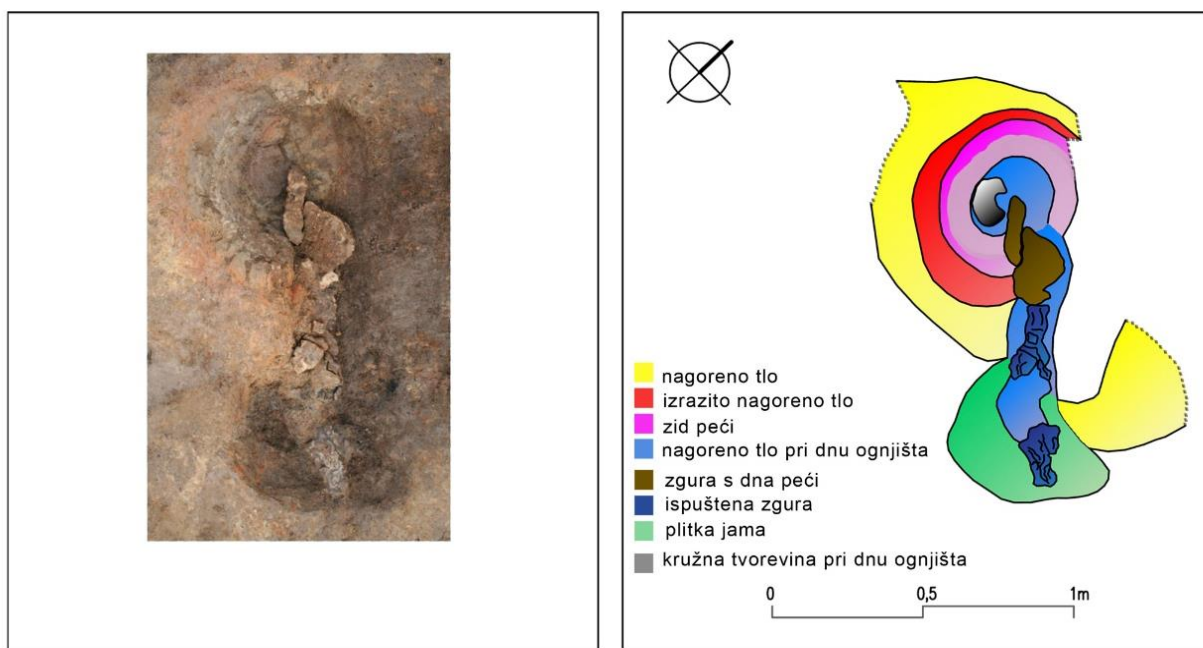 nagoreno tlo
izrazito nagoreno tlo
zid peći
nagoreno tlo pri dnu ognjišta
zgura s dna peći
ispuštena zgura
plitka jama
kružna tvorevina pri dnu ognjišta
0 0,5 1m